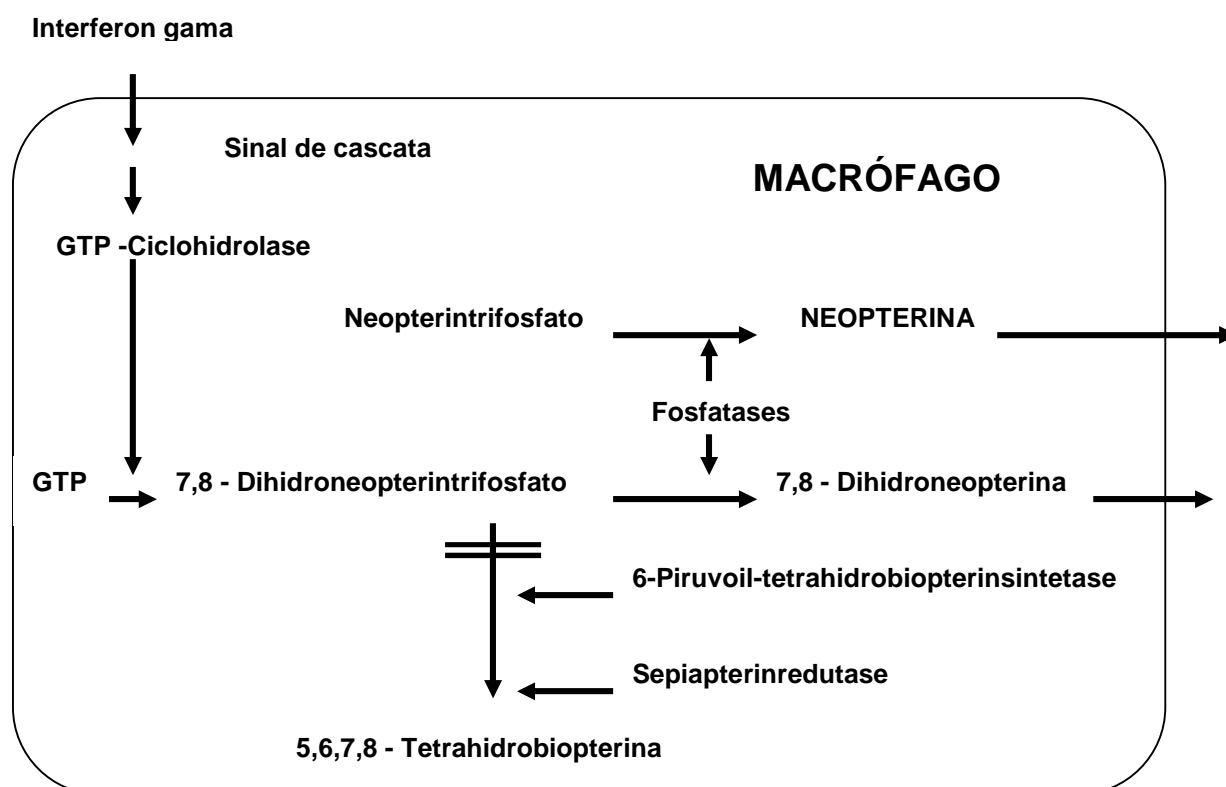 Interferon gama
Sinal de cascata
MACRÓFAGO
GTP -Ciclohidrolase
Neopterintrifosfato
NEOPTERINA
Fosfatases
GTP
7,8 - Dihidroneopterintrifosfato
7,8 - Dihidroneopterina
6-Piruvoil-tetrahidrobiopterinsintetase
Sepiapterinredutase
5,6,7,8 - Tetrahidrobiopterina